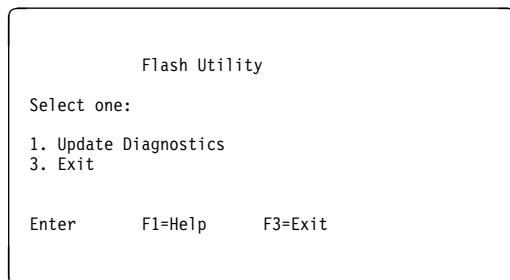 Flash Utility
Select one:
1. Update Diagnostics
3. Exit
Enter F1=Help F3=Exit